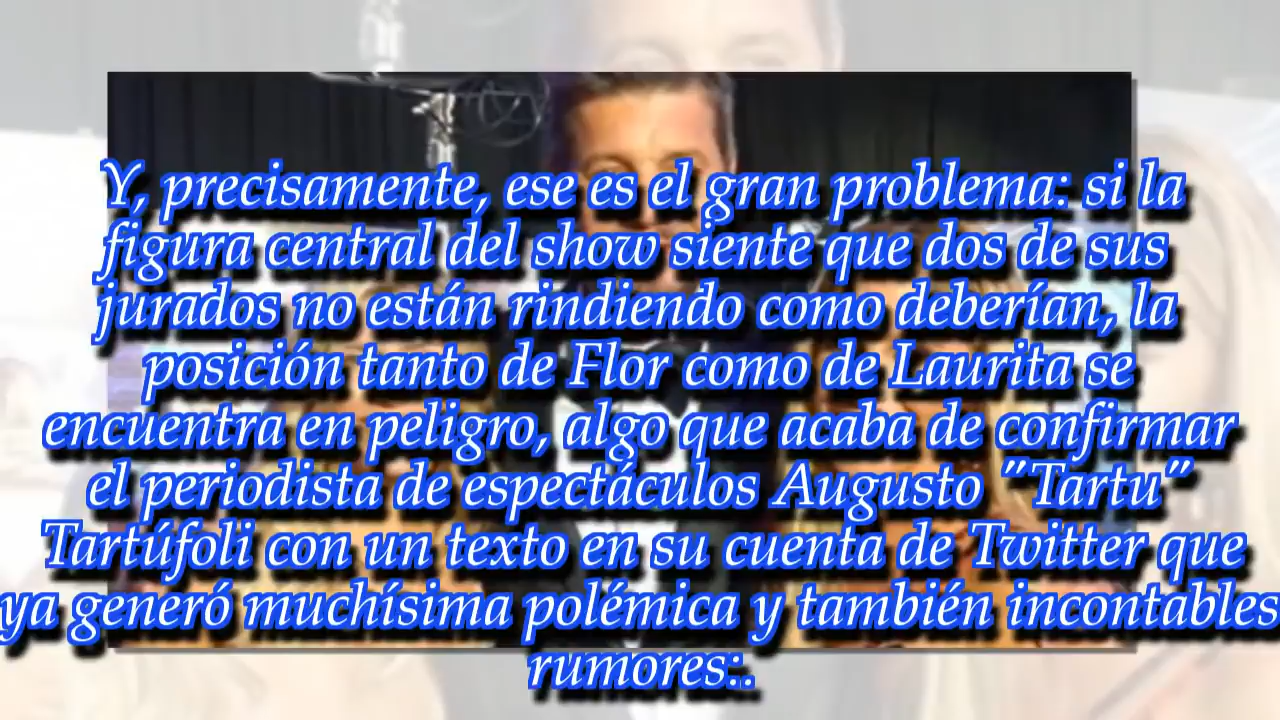 Y, precisamente, ese es el gran problema: si la
figura central del show siente que dos de sus
jurados no están rindiendo como deberían, la
posición tanto de Flor como de Laurita se
encuentra en peligro, algo que acaba de confirmar
el periodista de espectáculos Augusto "Tartu"
Tartúfoli con un texto en su cuenta de Twitter que
ya generó muchísima polémica y también incontables
rumores:.